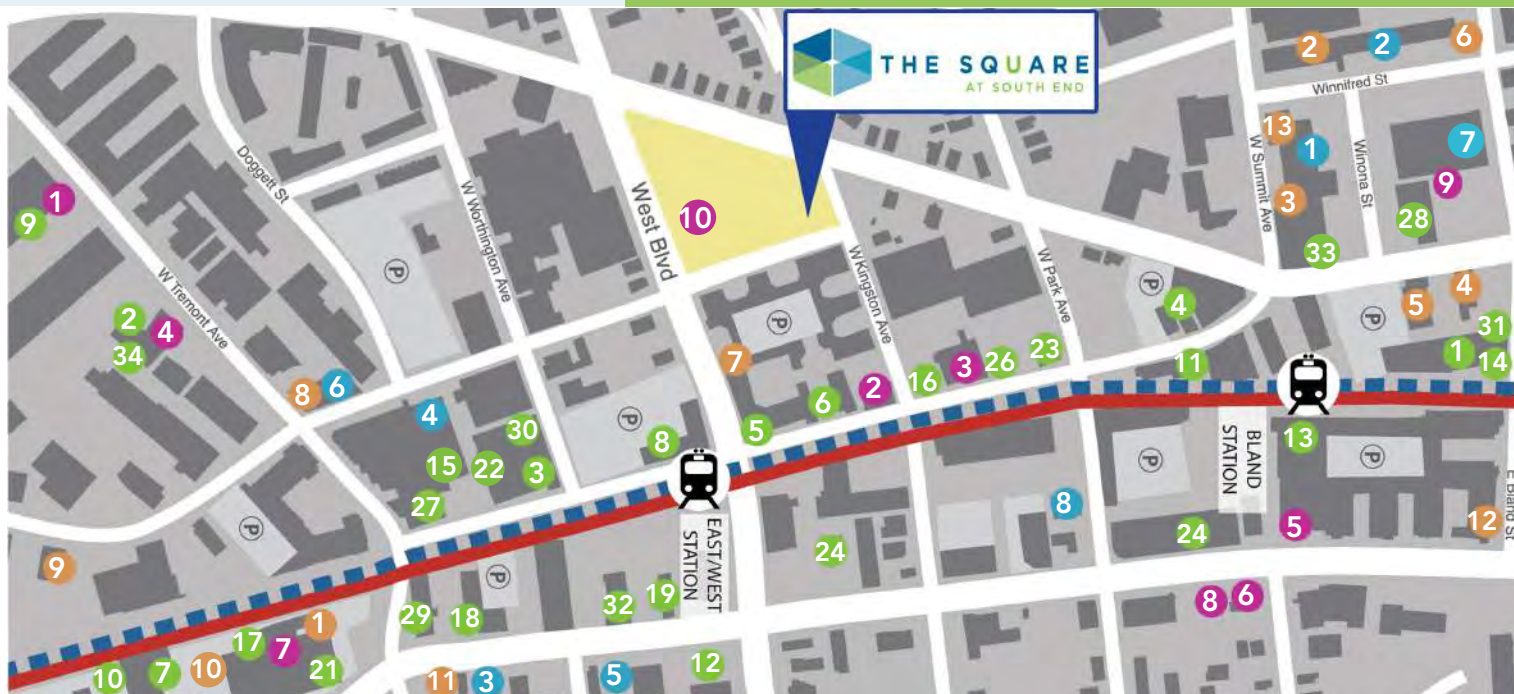 THE SQUARE
AT SOUTH END
2
2
6
Winnifred St
13
1
7
W Summit Ave
Winona St
9
3
28
33
1
9
Doggett St
W Worthington Ave
West Blvd
10
P
W Tremont Ave
W Kingston Ave
W Park Ave
P
4
5
4
2
4
34
P
P
31
7
3
26
23
11
1
14
8
6
4
30
P
8
5
6
2
16
15
22
3
27
13
P
P
EAST/WEST
STATION
BLAND
STATION
E Bland St
P
8
24
24
5
12
9
P
29
18
32
19
8
6
1
17
7
10
7
10
21
11
3
5
12